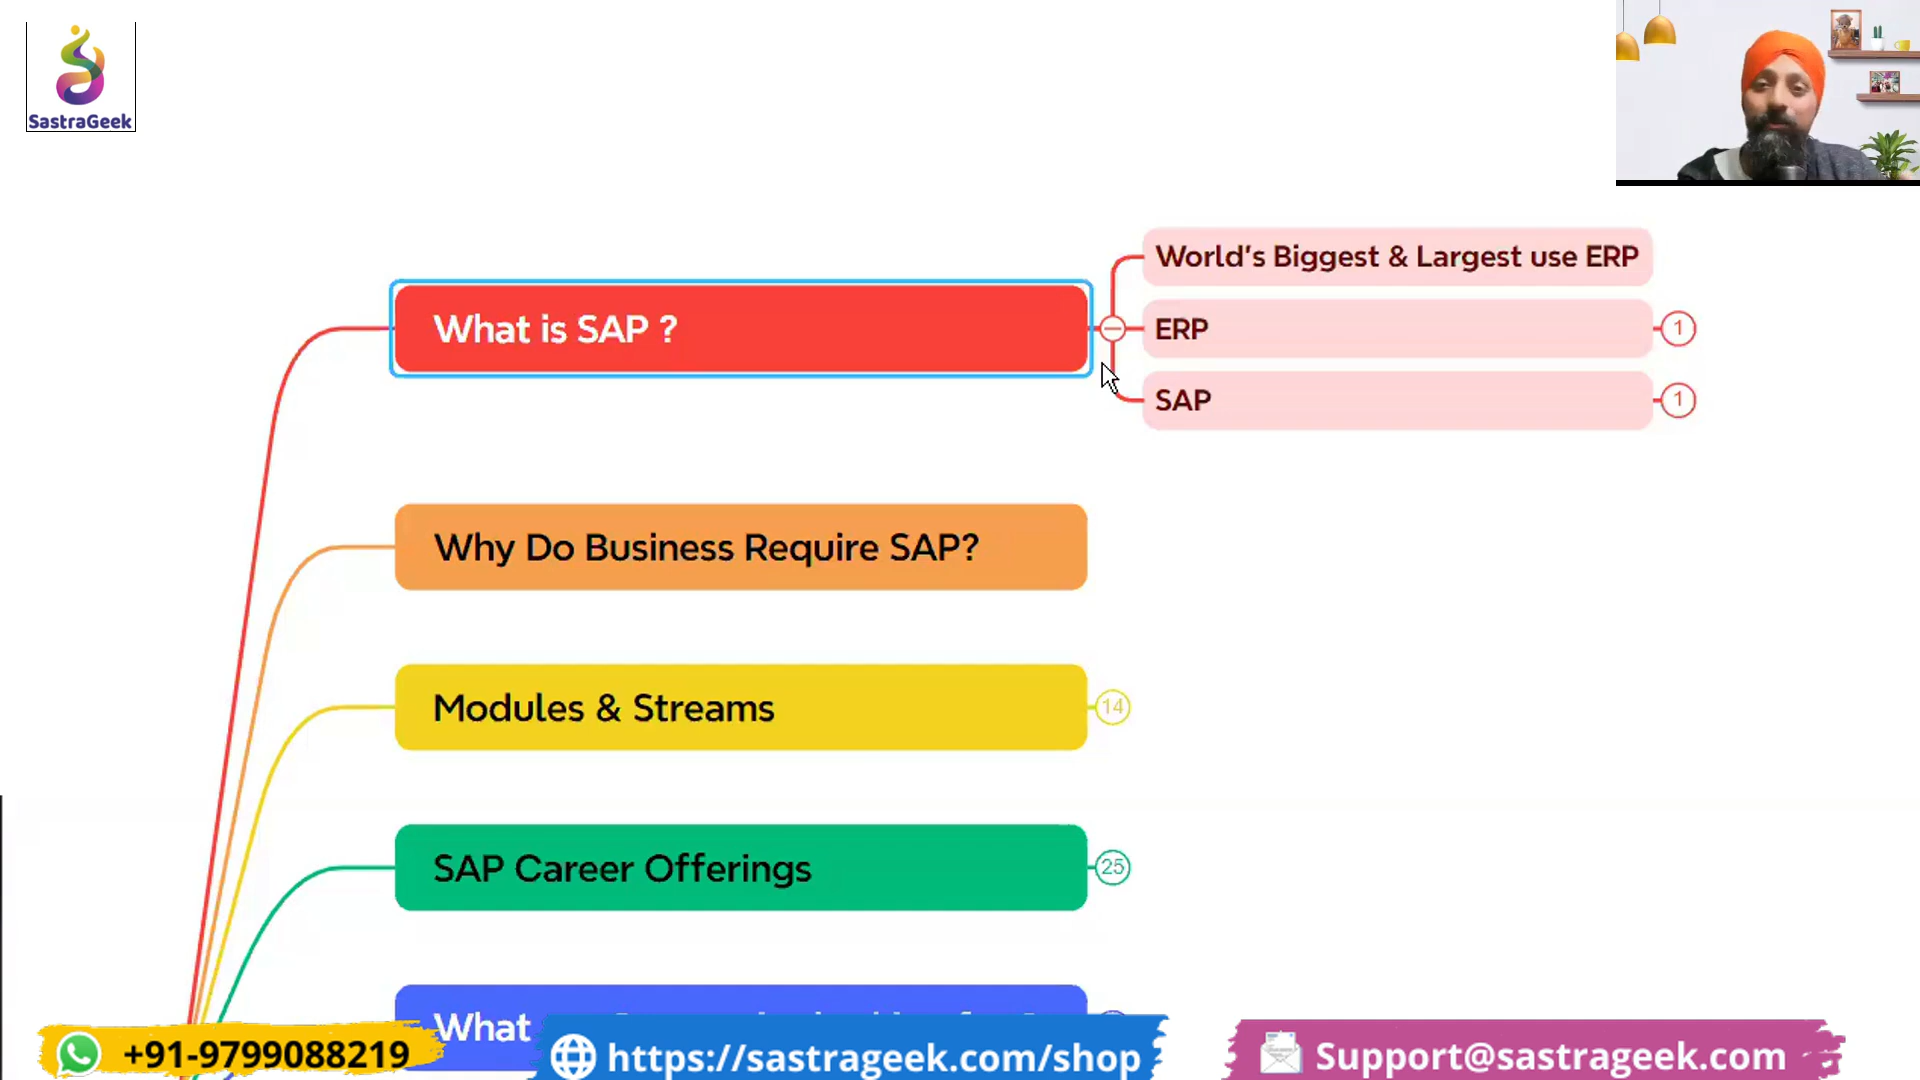 SastraGeek
World's Biggest & Largest use ERP
What is SAP ?
ERP
1
SAP
1
Why Do Business Require SAP?
Modules & Streams
14
SAP Career Offerings
25
What
+91-9799088219
https://sastrageek.com/shop
Support@sastrageek.com